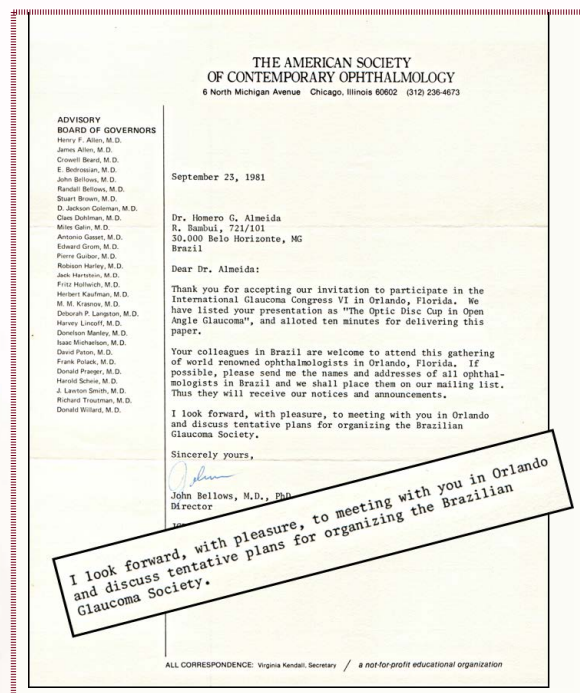 THE AMERICAN SOCIETY
OF CONTEMPORARY OPHTHALMOLOGY
6 North Michigan Avenue Chicago, Illinois 60602 (312) 236-4673
ADVISORY
BOARD OF GOVERNORS
Henry F. Allen, M.D.
James Allen, M.D.
Crowell Beard, M.D.
E. Bedrossian, M.D.
John Bellows, M.D.
Randall Bellows, M.D.
Stuart Brown, M.D.
D. Jackson Coleman, M.D.
Claes Dohlman, M.D.
Miles Galin, M.D.
Antonio Gasset, M.D.
Edward Grom, M.D.
Pierre Guibor, M.D.
Robison Harley, M.D.
Jack Hartstein, M.D.
Fritz Hollwich, M.D.
Herbert Kaufman, M.D.
M. M. Krasnov, M.D.
Deborah P. Langston, M.D.
Harvey Lincoff, M.D.
Donelson Manley, M.D.
Isaac Michaelson, M.D.
David Paton, M.D.
Frank Polack, M.D.
Donald Praeger, M.D.
Harold Scheie, M.D.
J. Lawton Smith, M.D.
Richard Troutman, M.D.
Donald Willard, M.D.
September 23, 1981
Dr. Homero G. Almeida
R. Bambui, 721/101
30.000 Belo Horizonte, MG
Brazil
Dear Dr. Almeida:
Thank you for accepting our invitation to participate in the
International Glaucoma Congress VI in Orlando, Florida. We
have listed your presentation as "The Optic Disc Cup in Open
Angle Glaucoma", and alloted ten minutes for delivering this
paper.
Your colleagues in Brazil are welcome to attend this gathering
of world renowned ophthalmologists in Orlando, Florida. If
possible, please send me the names and addresses of all ophthal-
mologists in Brazil and we shall place them on our mailing list.
Thus they will receive our notices and announcements.
I look forward, with pleasure, to meeting with you in Orlando
and discuss tentative plans for organizing the Brazilian
Glaucoma Society.
Sincerely yours,
John
John Bellows, M.D., PhD
Director
I look forward, with pleasure, to meeting with you in Orlando
and discuss tentative plans for organizing the Brazilian
Glaucoma Society.
ALL CORRESPONDENCE: Virginia Kendall, Secretary / a not-for-profit educational organization